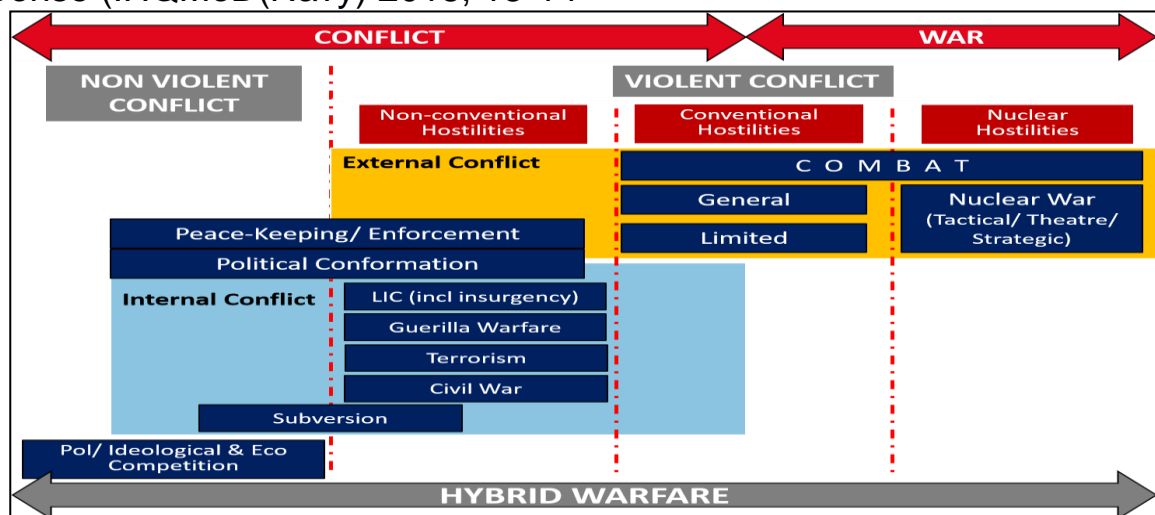 CONFLICT
WAR
NON VIOLENT
CONFLICT
VIOLENT CONFLICT
Non-conventional
Hostilities
Conventional
Hostilities
Nuclear
Hostilities
External Conflict
C O M B A T
General
Limited
Nuclear War
(Tactical/ Theatre/
Strategic)
Peace-Keeping/ Enforcement
Political Conformation
Internal Conflict
LIC (incl insurgency)
Guerilla Warfare
Terrorism
Civil War
Subversion
Pol/ Ideological & Eco
Competition
HYBRID WARFARE